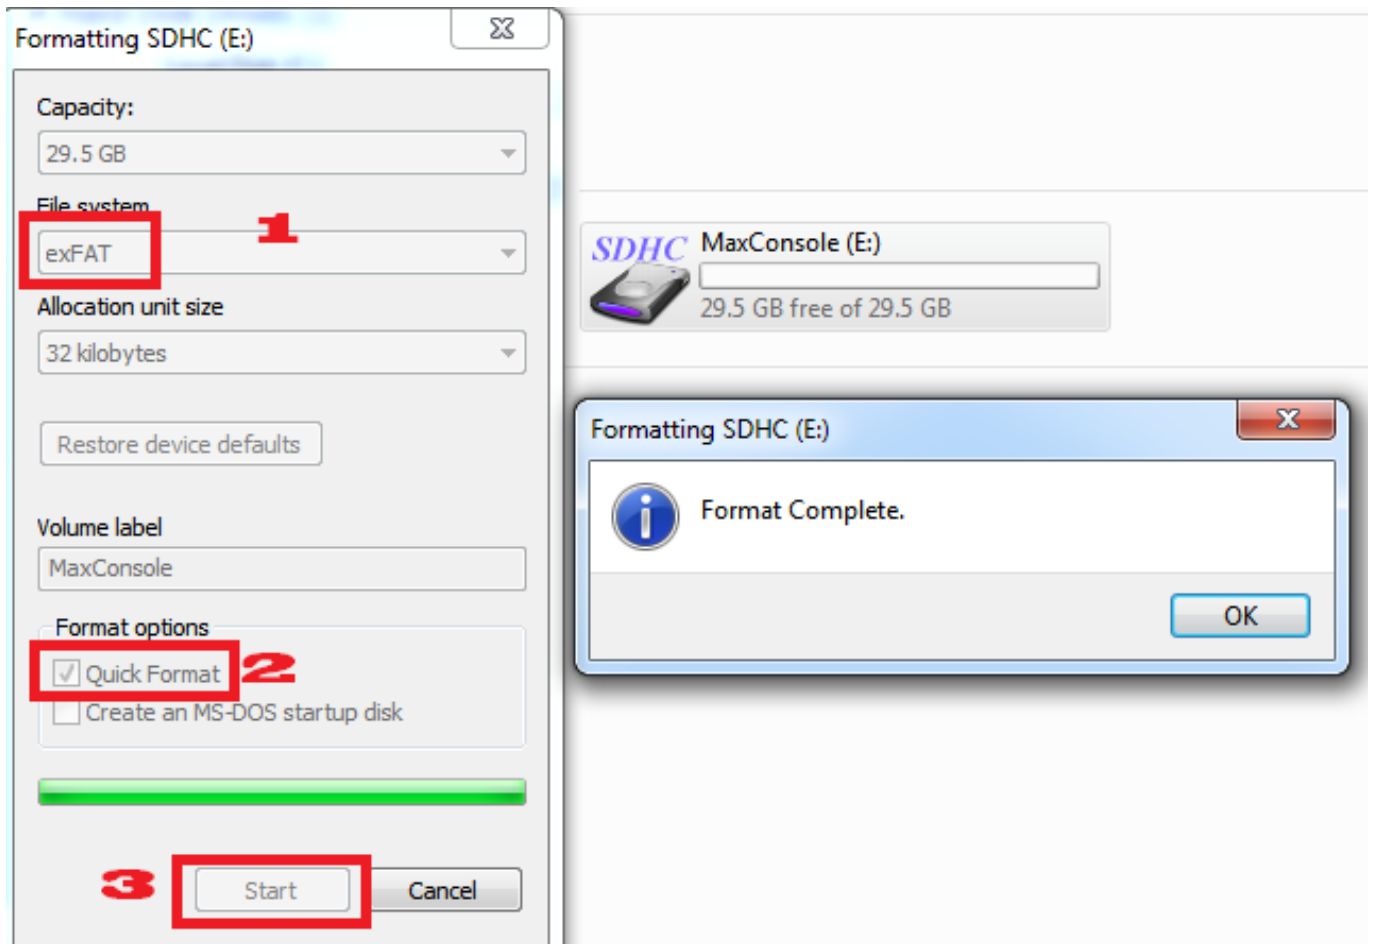 Formatting SDHC (E:)
Capacity:
29.5 GB
File system
1
exFAT
Allocation unit size
32 kilobytes
Restore device defaults
Volume label
MaxConsole
Format options
Quick Format
2
Create an MS-DOS startup disk
3
Start
Cancel
SDHC
MaxConsole (E:)
29.5 GB free of 29.5 GB
Formatting SDHC (E:)
Format Complete.
OK